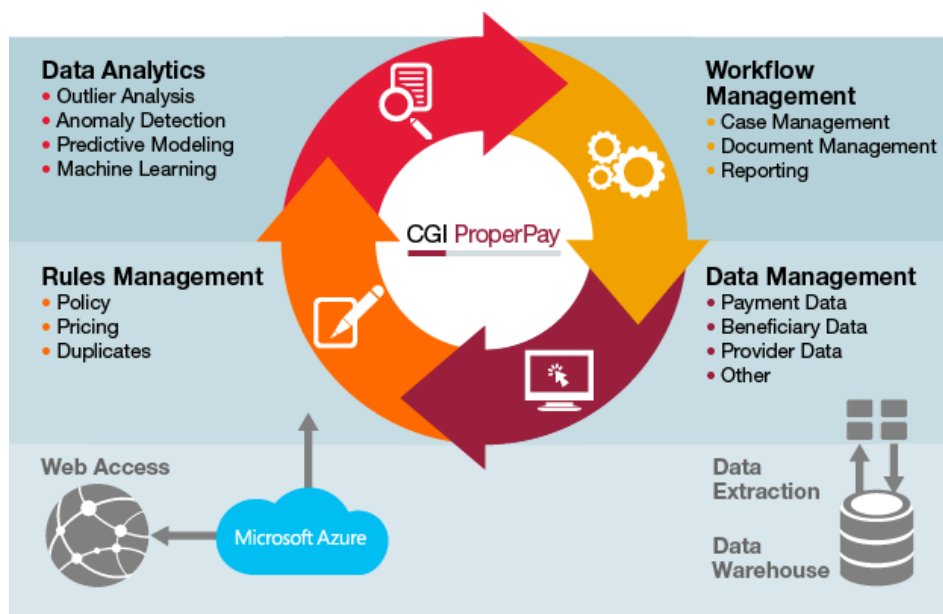 Data Analytics
• Outlier Analysis
• Anomaly Detection
• Predictive Modeling
• Machine Learning
Workflow
Management
• Case Management
• Document Management
• Reporting
CGI ProperPay
Rules Management
• Policy
• Pricing
• Duplicates
Data Management
• Payment Data
• Beneficiary Data
• Provider Data
• Other
Web Access
Microsoft Azure
Data
Extraction
Data
Warehouse